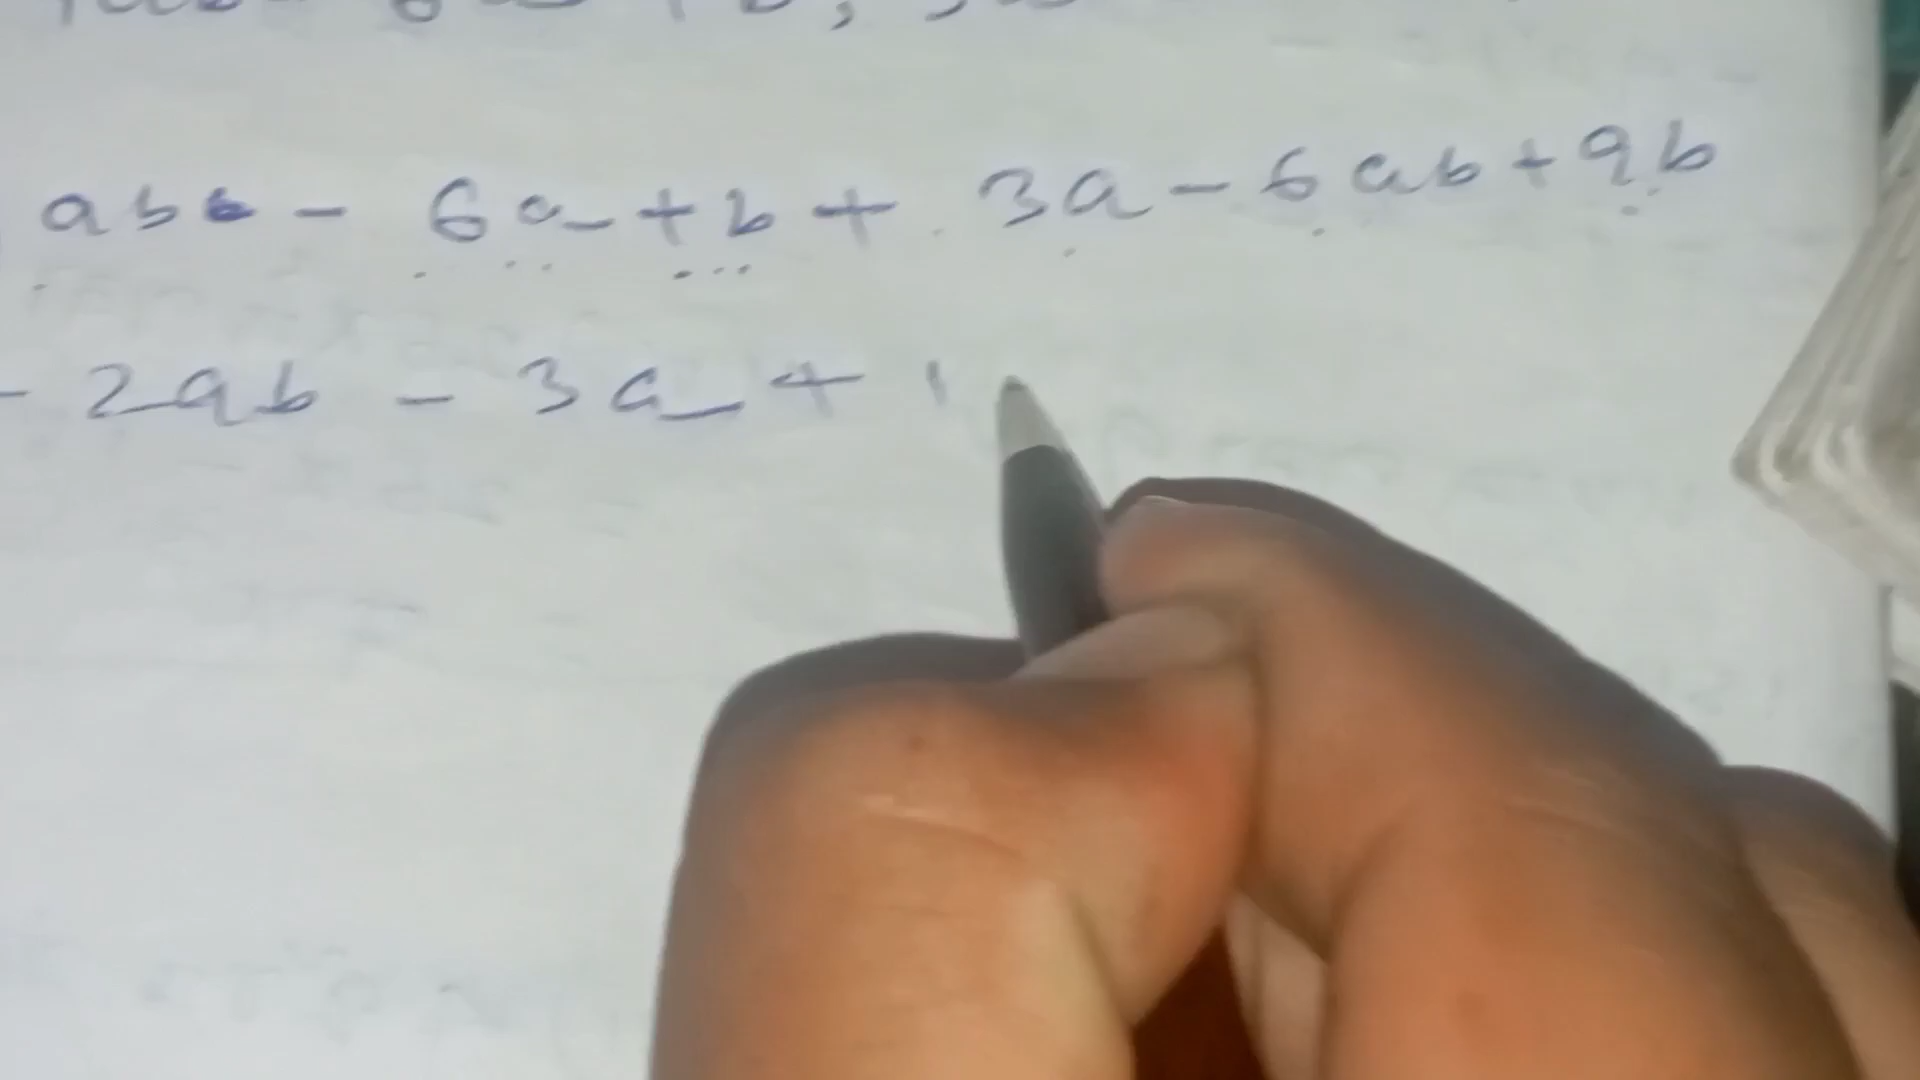 ab - 6a + b + 3a - 6ab + 9b
- 2ab - 3a + 1